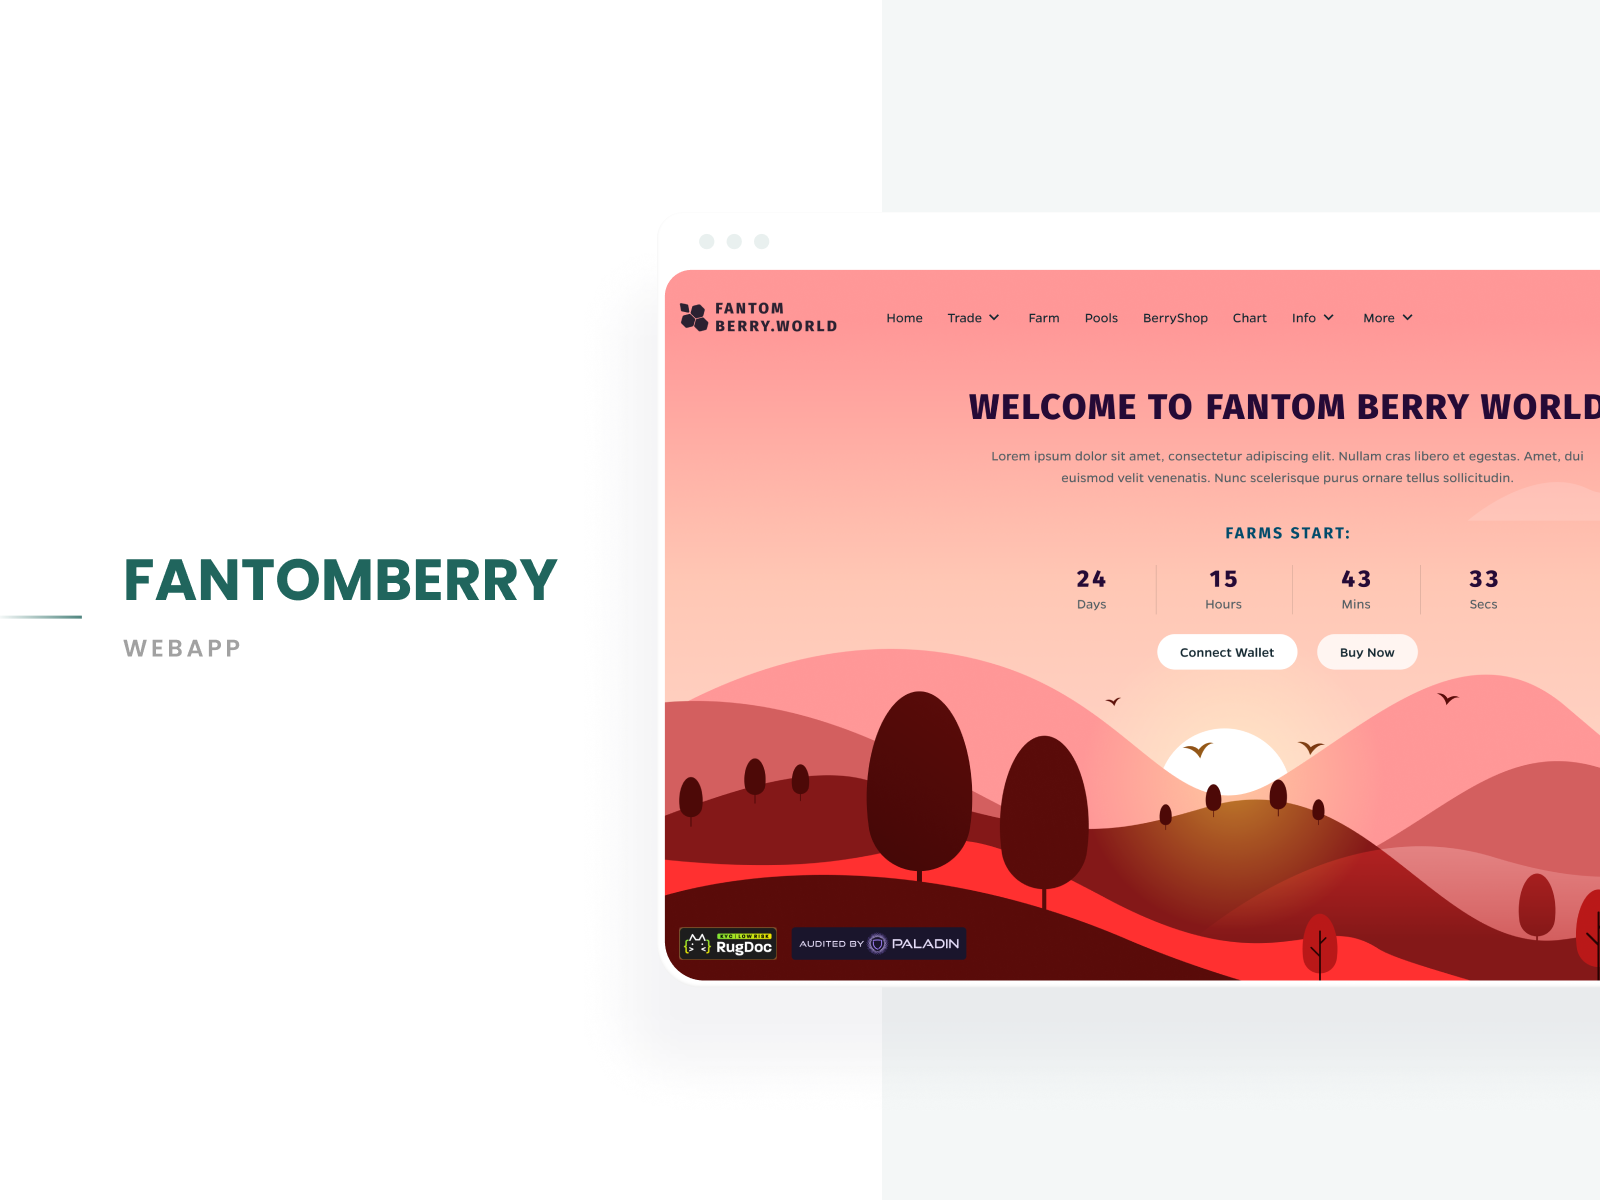 FANTOMBERRY
WEBAPP
FANTOM
BERRY.WORLD
Home Trade Farm Pools BerryShop Chart Info More
WELCOME TO FANTOM BERRY WORLD
Lorem ipsum dolor sit amet, consectetur adipiscing elit. Nullam cras libero et egestas. Amet, dui
euismod velit venenatis. Nunc scelerisque purus ornare tellus sollicitudin.
FARMS START:
24 15 43 33
Days Hours Mins Secs
Connect Wallet Buy Now
KYC : LOW RISK
RugDoc
AUDITED BY PALADIN